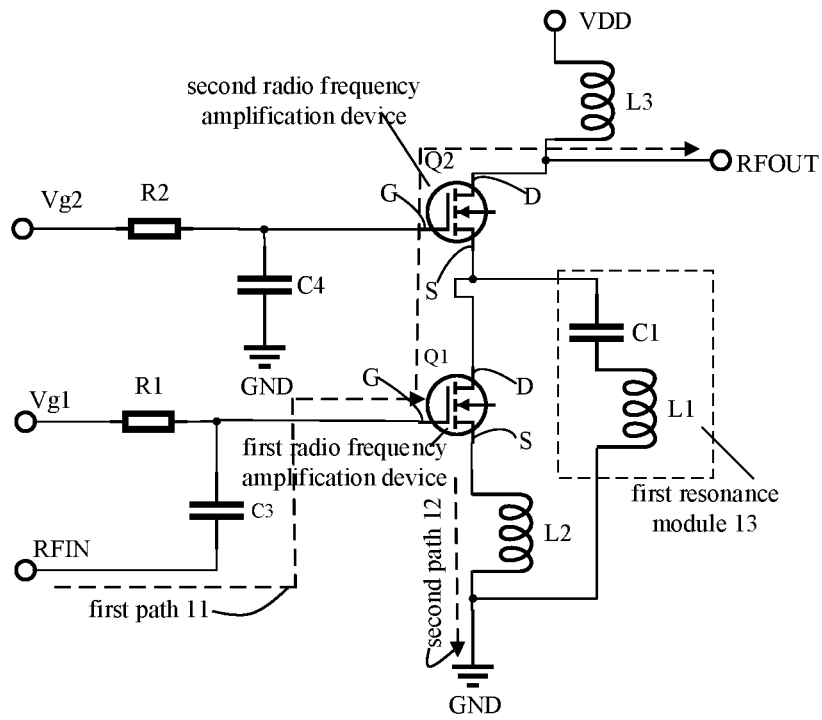 VDD
second radio frequency
amplification device
L3
Q2
RFOUT
Vg2
R2
G
D
C4
S
GND
C1
Q1
Vg1
R1
G
D
L1
first radio frequency
amplification device
S
C3
first resonance
module 13
RFIN
second path 12
L2
first path 11
GND